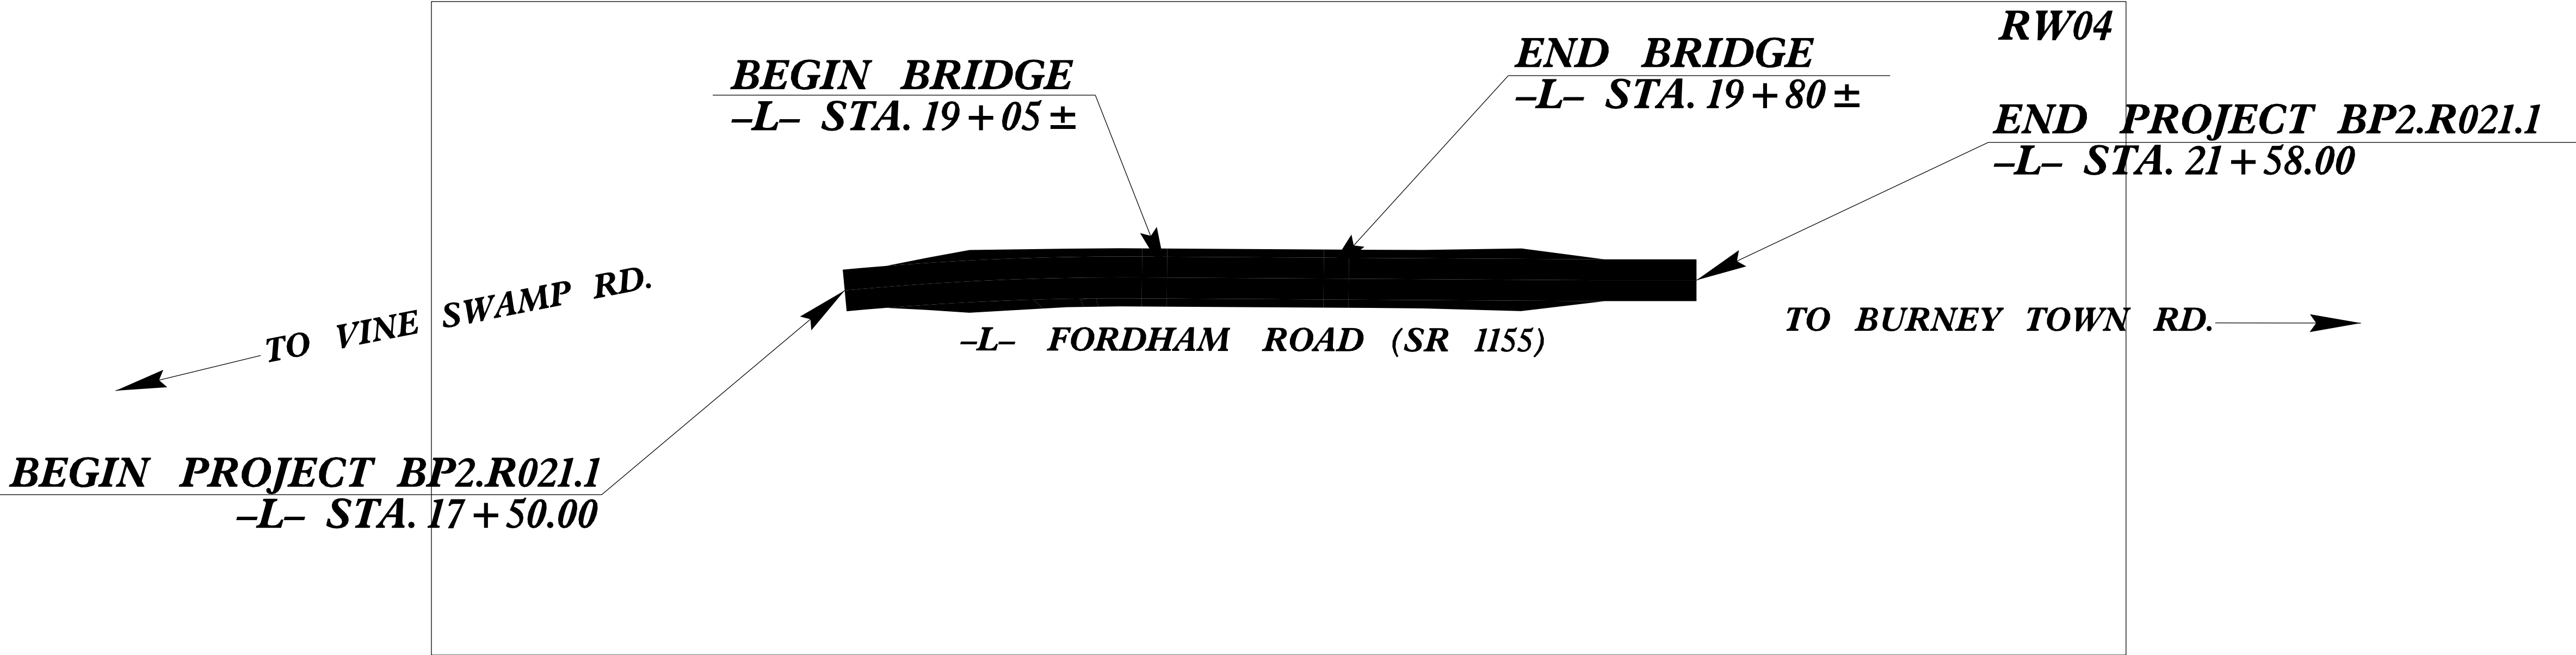 RW04
BEGIN BRIDGE
–L– STA. 19+05 ±
END BRIDGE
–L– STA. 19+80 ±
END PROJECT BP2.R021.1
–L– STA. 21+58.00
TO VINE SWAMP RD.
–L– FORDHAM ROAD (SR 1155)
TO BURNEY TOWN RD.
BEGIN PROJECT BP2.R021.1
–L– STA. 17+50.00